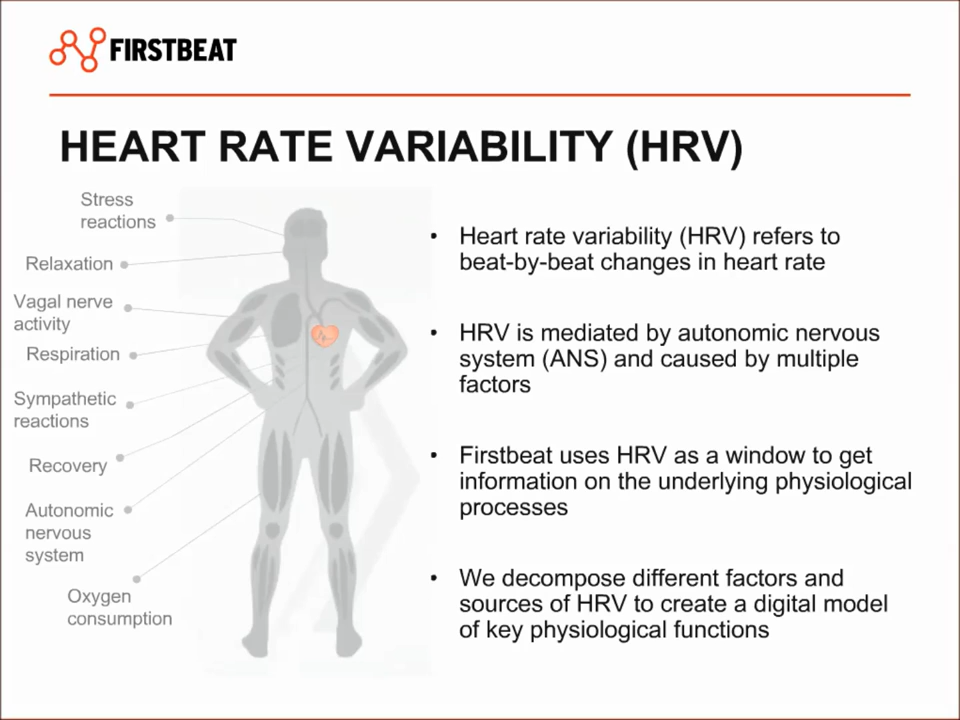 FIRSTBEAT
HEART RATE VARIABILITY (HRV)
Stress
reactions
Relaxation
Vagal nerve
activity
Respiration
Sympathetic
reactions
Recovery
Autonomic
nervous
system
Oxygen
consumption
• Heart rate variability (HRV) refers to
beat-by-beat changes in heart rate
• HRV is mediated by autonomic nervous
system (ANS) and caused by multiple
factors
• Firstbeat uses HRV as a window to get
information on the underlying physiological
processes
• We decompose different factors and
sources of HRV to create a digital model
of key physiological functions